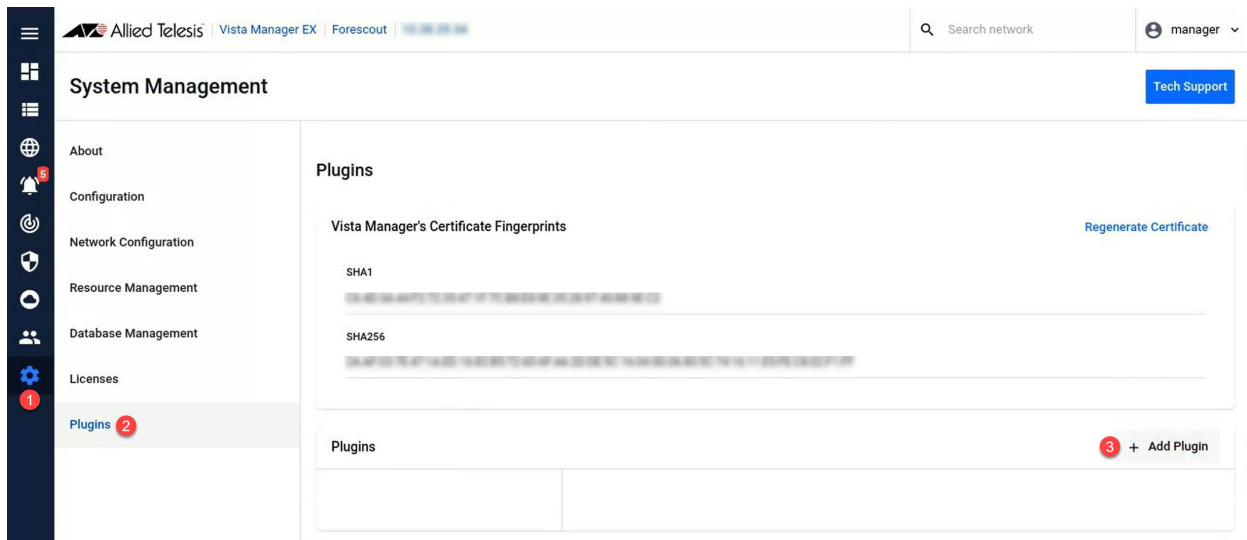 Allied Telesis Vista Manager EX Forescout Search network manager
System Management Tech Support
5
About
Configuration
Network Configuration
Resource Management
Database Management
Licenses
1
Plugins 2
Plugins
Vista Manager's Certificate Fingerprints Regenerate Certificate
SHA1
SHA256
Plugins 3 + Add Plugin